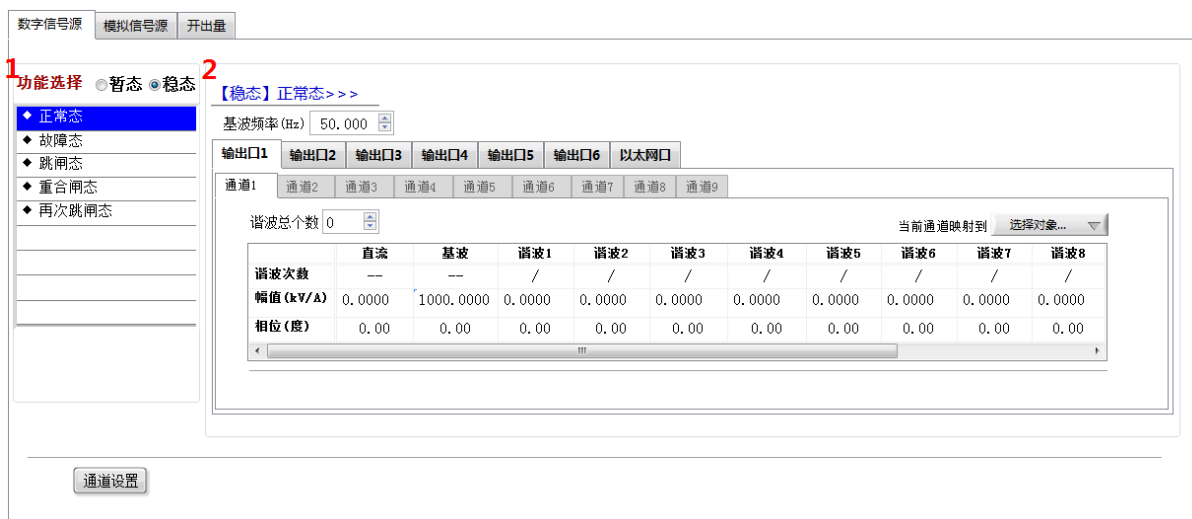 数字信号源 模拟信号源 开出量
1 2
功能选择 暂态 稳态
正常态
故障态
跳闸态
重合闸态
再次跳闸态
【稳态】正常态>>>
基波频率(Hz) 50.000
输出口1 输出口2 输出口3 输出口4 输出口5 输出口6 以太网口
通道1 通道2 通道3 通道4 通道5 通道6 通道7 通道8 通道9
谐波总个数 0 当前通道映射到 选择对象...
直流 基波 谐波1 谐波2 谐波3 谐波4 谐波5 谐波6 谐波7 谐波8
谐波次数 -- -- / / / / / / / /
幅值(kV/A) 0.0000 1000.0000 0.0000 0.0000 0.0000 0.0000 0.0000 0.0000 0.0000 0.0000
相位(度) 0.00 0.00 0.00 0.00 0.00 0.00 0.00 0.00 0.00 0.00
通道设置